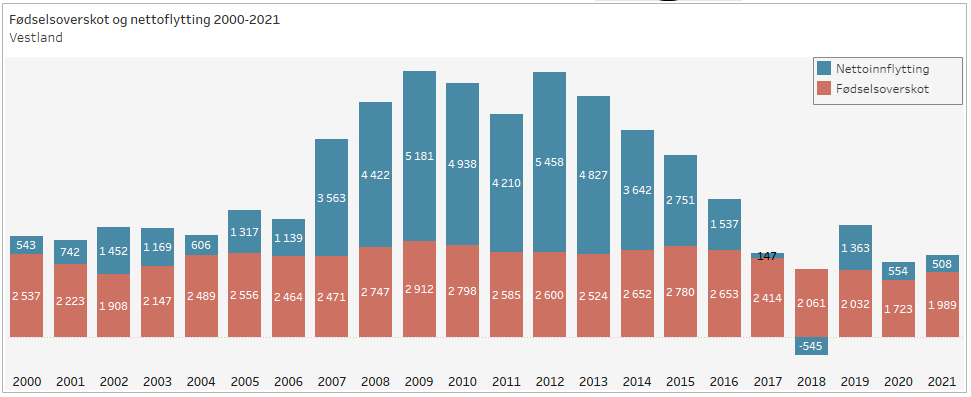 Fødselsoverskot og nettoflytting 2000-2021
Vestland
Nettoinnflytting
Fødselsoverskot
543 742 1 452 1 169 606 1 317 1 139 3 563 4 422 5 181 4 938 4 210 5 458 4 827 3 642 2 751 1 537 147 -545 1 363 554 508
2 537 2 223 1 908 2 147 2 489 2 556 2 464 2 471 2 747 2 912 2 798 2 585 2 600 2 524 2 652 2 780 2 653 2 414 2 061 2 032 1 723 1 989
2000 2001 2002 2003 2004 2005 2006 2007 2008 2009 2010 2011 2012 2013 2014 2015 2016 2017 2018 2019 2020 2021